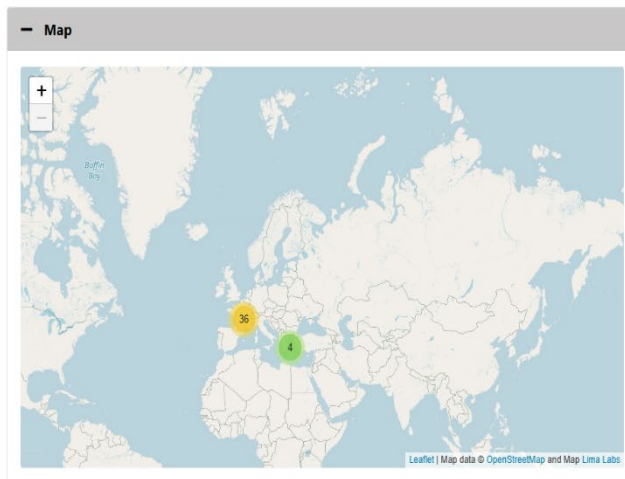 − Map
+
−
Baffin
Bay
36
4
Leaflet | Map data © OpenStreetMap and Map Lima Labs